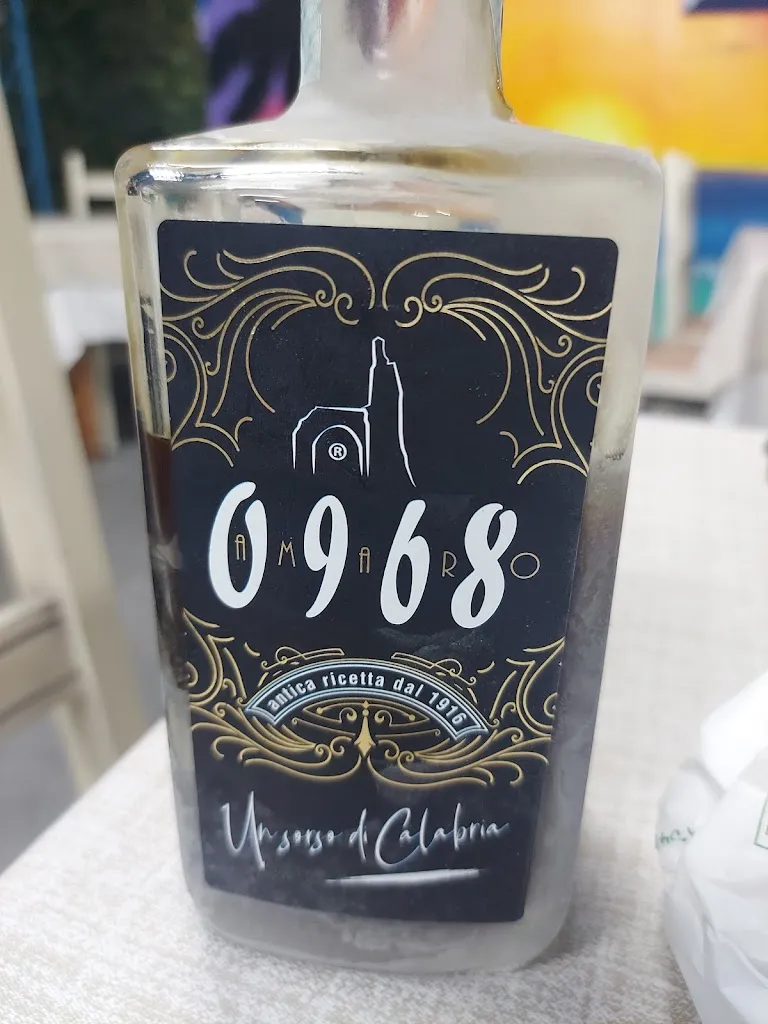 ®
0968
AMARO
antica ricetta dal 1916
Un sorso di Calabria